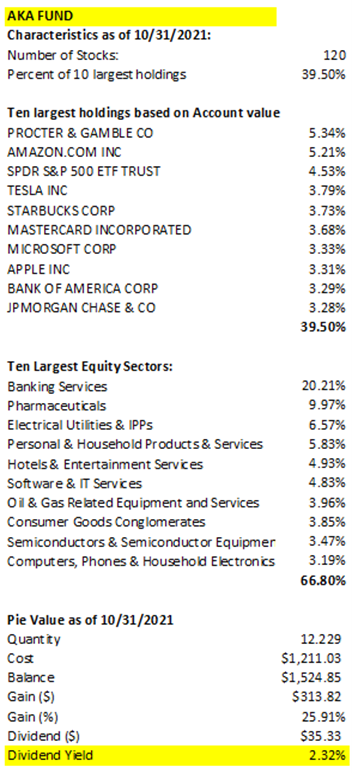 AKA FUND
Characteristics as of 10/31/2021:
Number of Stocks: 120
Percent of 10 largest holdings 39.50%
Ten largest holdings based on Account value
PROCTER & GAMBLE CO 5.34%
AMAZON.COM INC 5.21%
SPDR S&P 500 ETF TRUST 4.53%
TESLA INC 3.79%
STARBUCKS CORP 3.73%
MASTERCARD INCORPORATED 3.68%
MICROSOFT CORP 3.33%
APPLE INC 3.31%
BANK OF AMERICA CORP 3.29%
JPMORGAN CHASE & CO 3.28%
39.50%
Ten Largest Equity Sectors:
Banking Services 20.21%
Pharmaceuticals 9.97%
Electrical Utilities & IPPs 6.57%
Personal & Household Products & Services 5.83%
Hotels & Entertainment Services 4.93%
Software & IT Services 4.83%
Oil & Gas Related Equipment and Services 3.96%
Consumer Goods Conglomerates 3.85%
Semiconductors & Semiconductor Equipmer 3.47%
Computers, Phones & Household Electronics 3.19%
66.80%
Pie Value as of 10/31/2021
Quantity 12.229
Cost $1,211.03
Balance $1,524.85
Gain ($) $313.82
Gain (%) 25.91%
Dividend ($) $35.33
Dividend Yield 2.32%